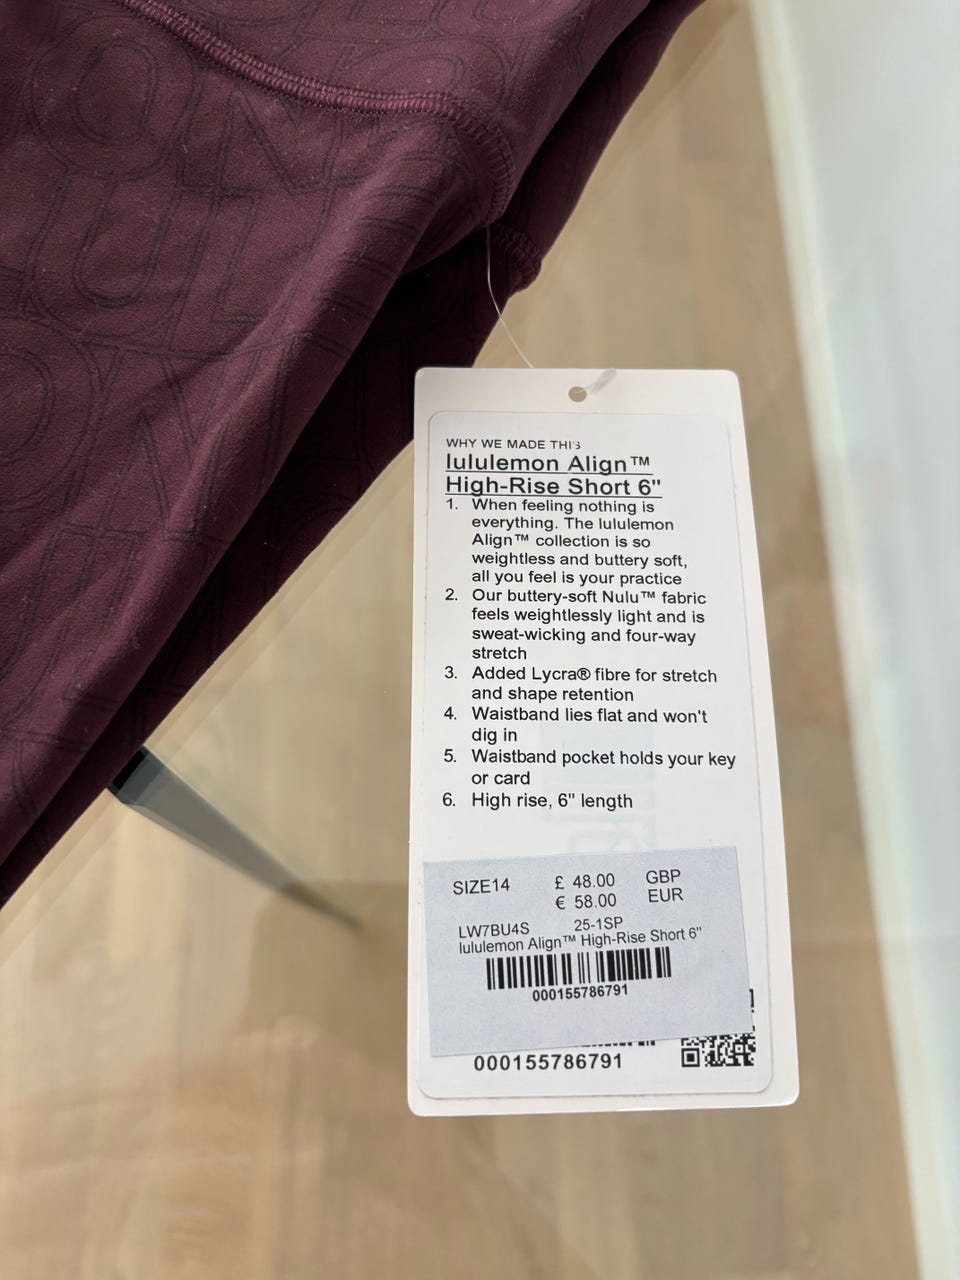 WHY WE MADE THIS
lululemon Align™
High-Rise Short 6"
1. When feeling nothing is
everything. The lululemon
Align™ collection is so
weightless and buttery soft,
all you feel is your practice
2. Our buttery-soft Nulu™ fabric
feels weightlessly light and is
sweat-wicking and four-way
stretch
3. Added Lycra® fibre for stretch
and shape retention
4. Waistband lies flat and won't
dig in
5. Waistband pocket holds your key
or card
6. High rise, 6" length
SIZE14 £ 48.00 GBP
€ 58.00 EUR
LW7BU4S 25-1SP
lululemon Align™ High-Rise Short 6"
000155786791
000155786791